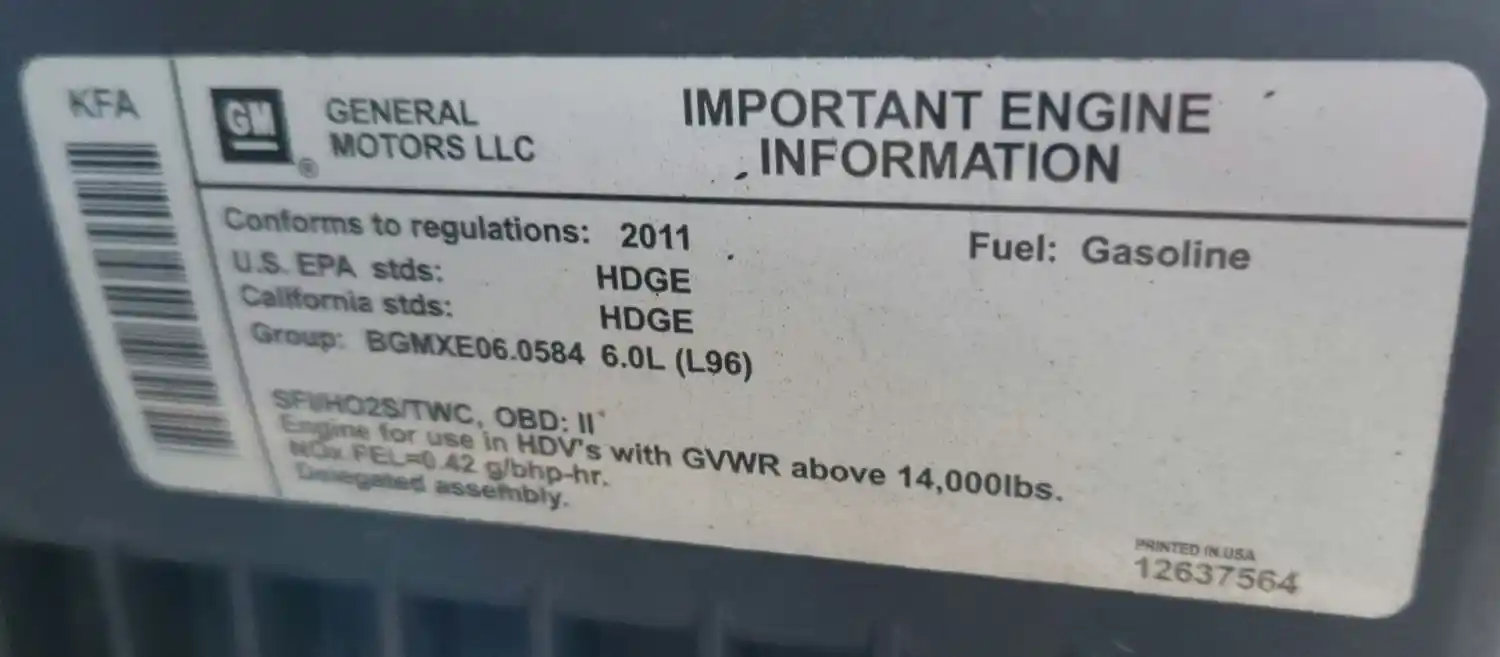 KFA
GM
GENERAL
MOTORS LLC
®
IMPORTANT ENGINE
INFORMATION
Conforms to regulations: 2011
Fuel: Gasoline
U.S. EPA stds: HDGE
California stds: HDGE
Group: BGMXE06.0584 6.0L (L96)
SFI/HO2S/TWC, OBD: II
Engine for use in HDV's with GVWR above 14,000lbs.
NOx FEL=0.42 g/bhp-hr.
Delegated assembly.
PRINTED IN USA
12637564